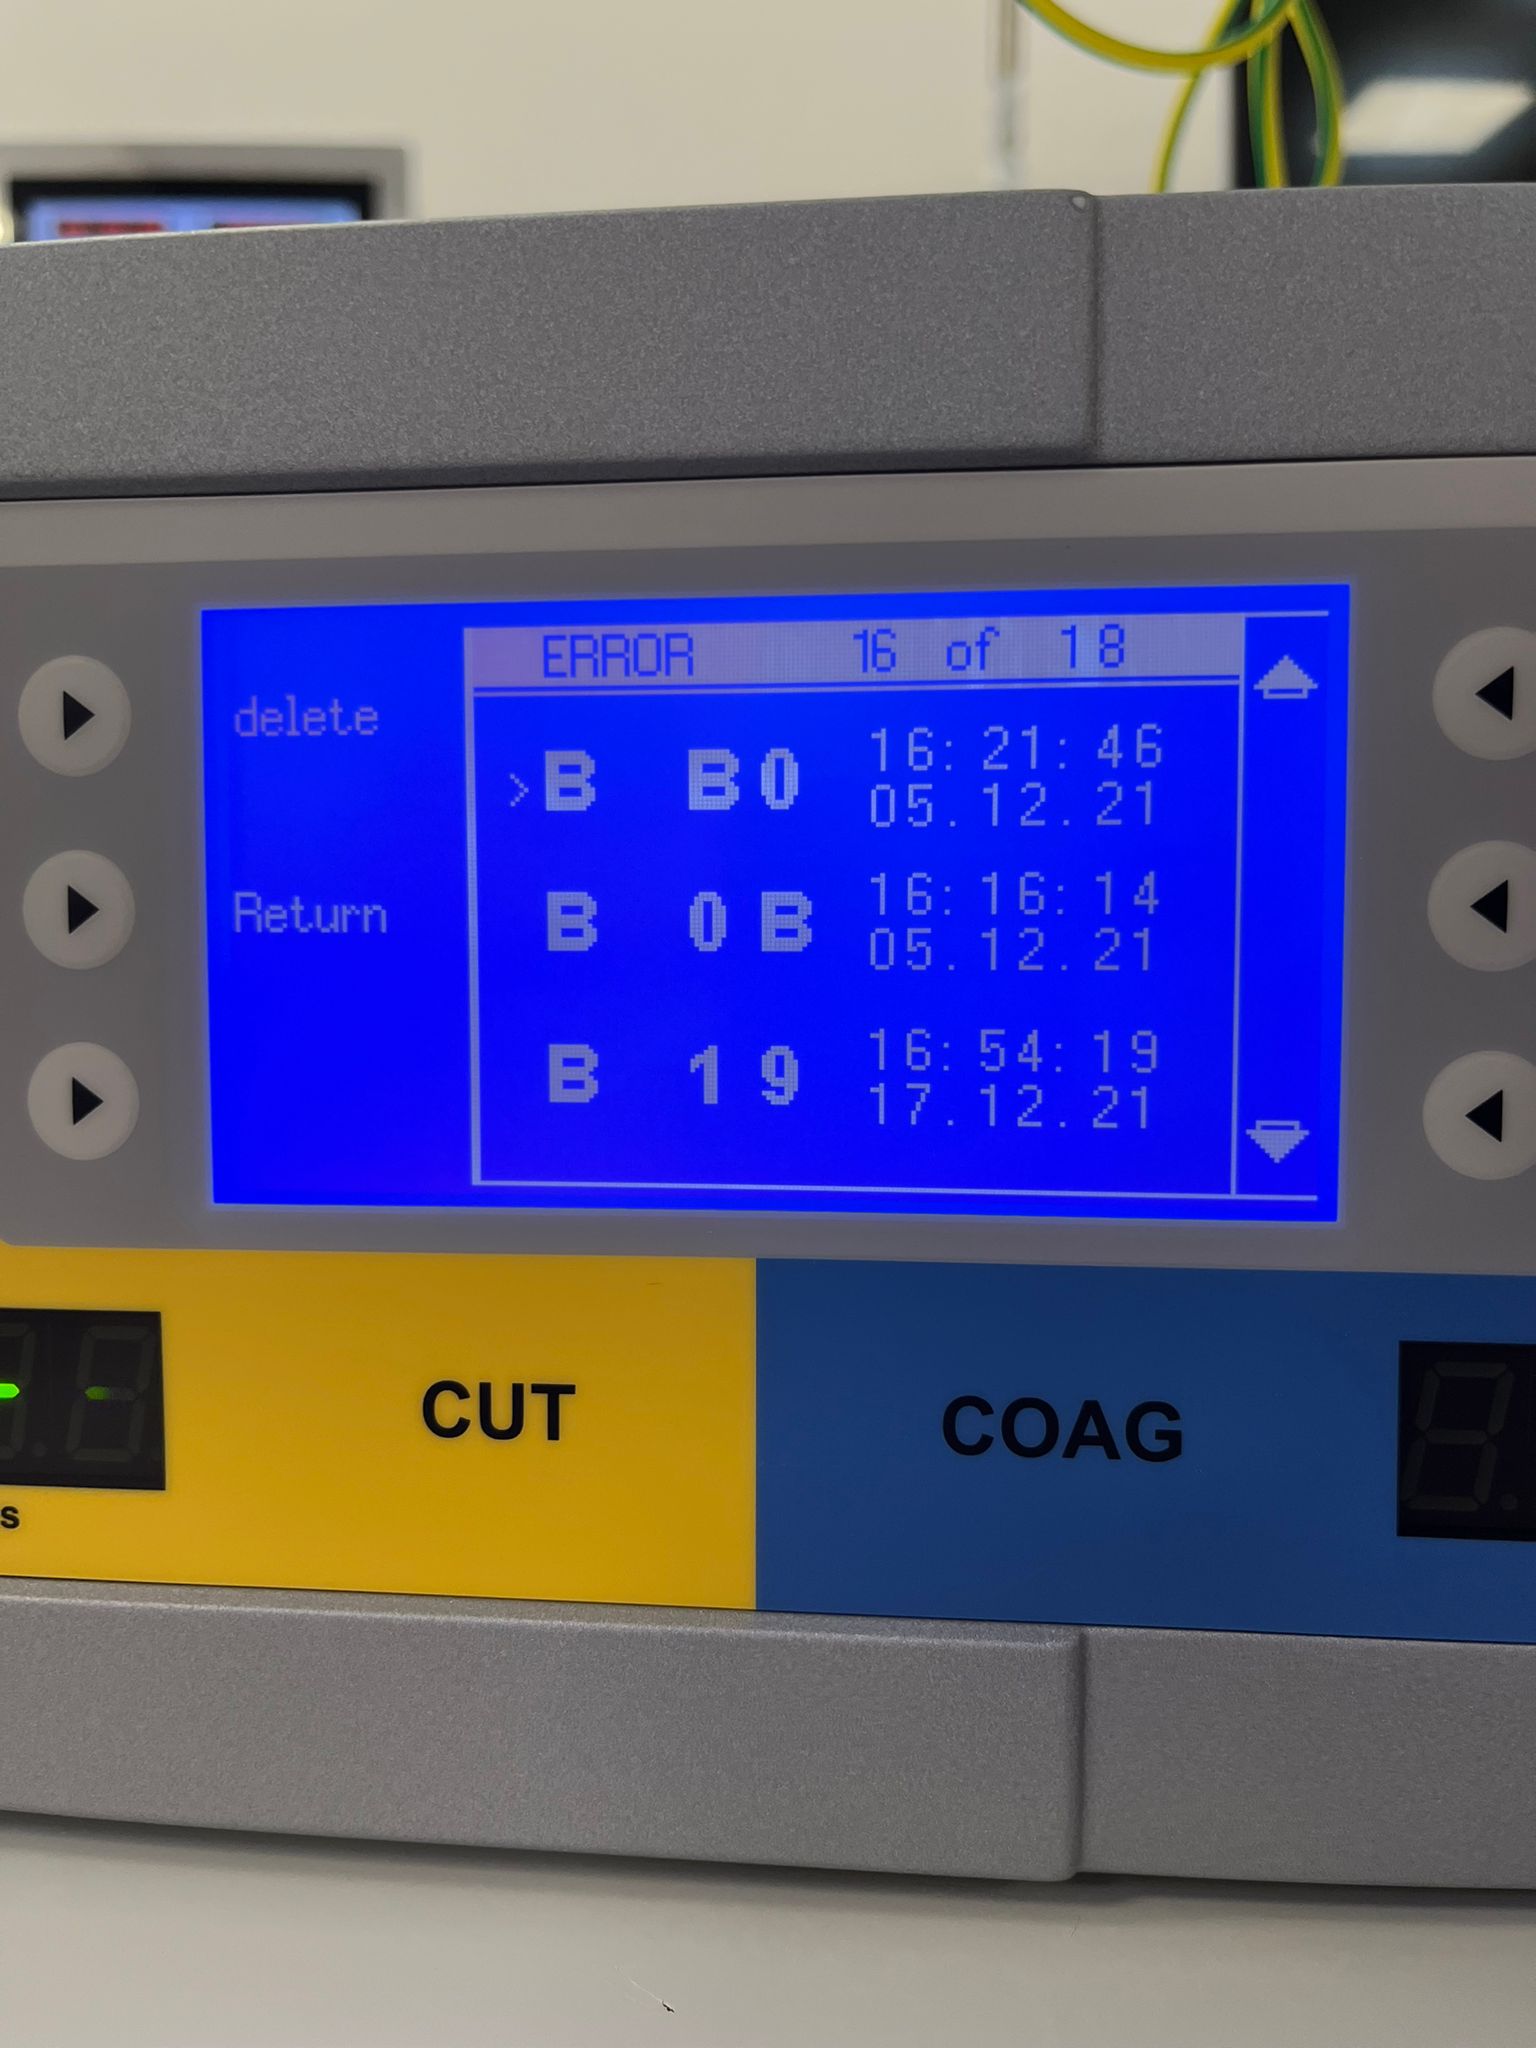 ERROR 16 of 18
delete
>B B0 16:21:46
05.12.21
Return
B 0B 16:16:14
05.12.21
B 19 16:54:19
17.12.21
CUT
COAG
s